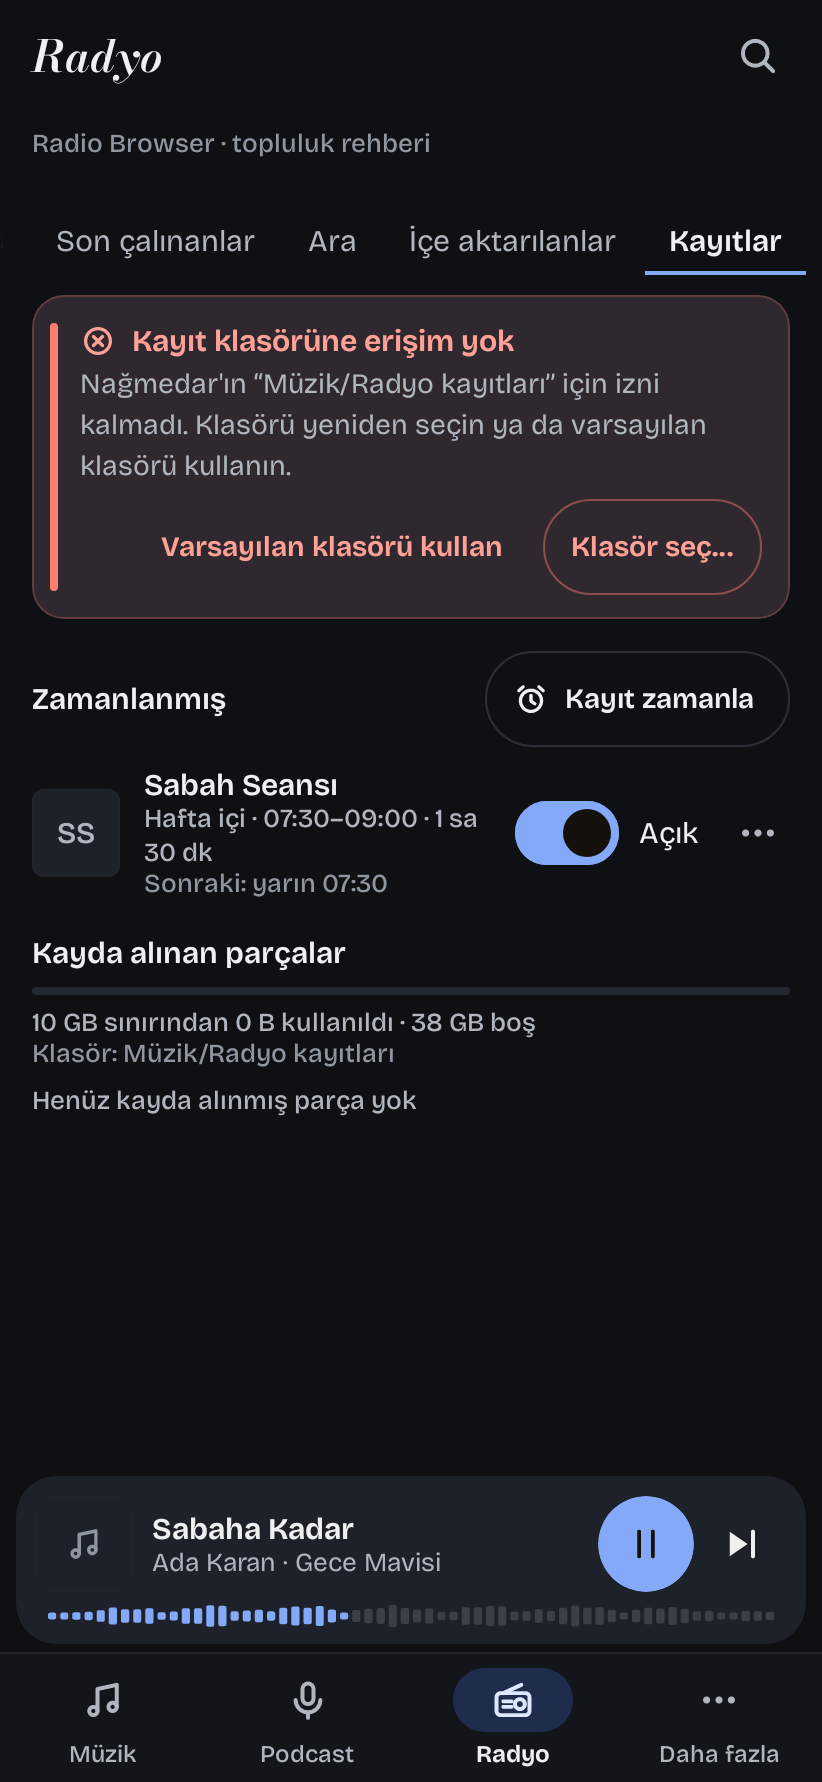 Radyo
Radio Browser · topluluk rehberi
Son çalınanlar
Ara
İçe aktarılanlar
Kayıtlar
Kayıt klasörüne erişim yok
Nağmedar'ın “Müzik/Radyo kayıtları” için izni
kalmadı. Klasörü yeniden seçin ya da varsayılan
klasörü kullanın.
Varsayılan klasörü kullan
Klasör seç...
Zamanlanmış
Kayıt zamanla
SS
Sabah Seansı
Hafta içi · 07:30–09:00 · 1 sa
30 dk
Sonraki: yarın 07:30
Açık
Kayda alınan parçalar
10 GB sınırından 0 B kullanıldı · 38 GB boş
Klasör: Müzik/Radyo kayıtları
Henüz kayda alınmış parça yok
Sabaha Kadar
Ada Karan · Gece Mavisi
Müzik
Podcast
Radyo
Daha fazla